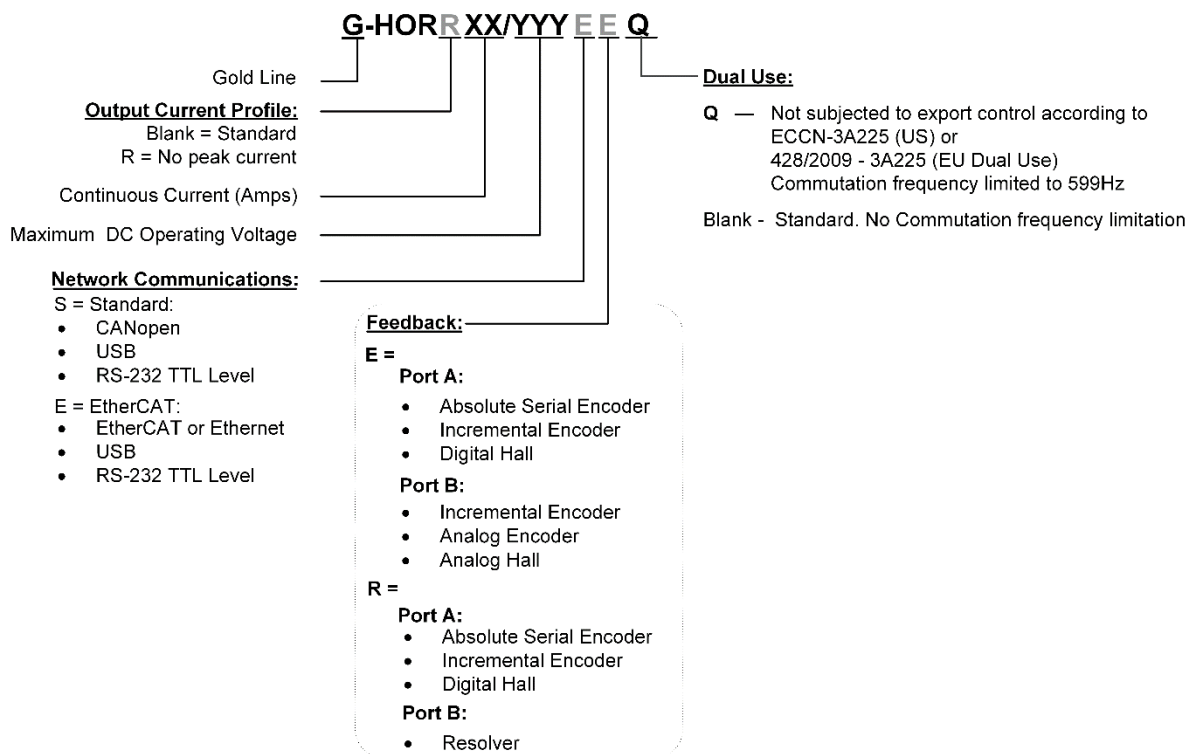 G-HORRXX/YYYEEQ
Gold Line
Output Current Profile:
Blank = Standard
R = No peak current
Continuous Current (Amps)
Maximum DC Operating Voltage
Network Communications:
S = Standard:
• CANopen
• USB
• RS-232 TTL Level
E = EtherCAT:
• EtherCAT or Ethernet
• USB
• RS-232 TTL Level
Feedback:
E =
Port A:
• Absolute Serial Encoder
• Incremental Encoder
• Digital Hall
Port B:
• Incremental Encoder
• Analog Encoder
• Analog Hall
R =
Port A:
• Absolute Serial Encoder
• Incremental Encoder
• Digital Hall
Port B:
• Resolver
Dual Use:
Q — Not subjected to export control according to
ECCN-3A225 (US) or
428/2009 - 3A225 (EU Dual Use)
Commutation frequency limited to 599Hz
Blank - Standard. No Commutation frequency limitation